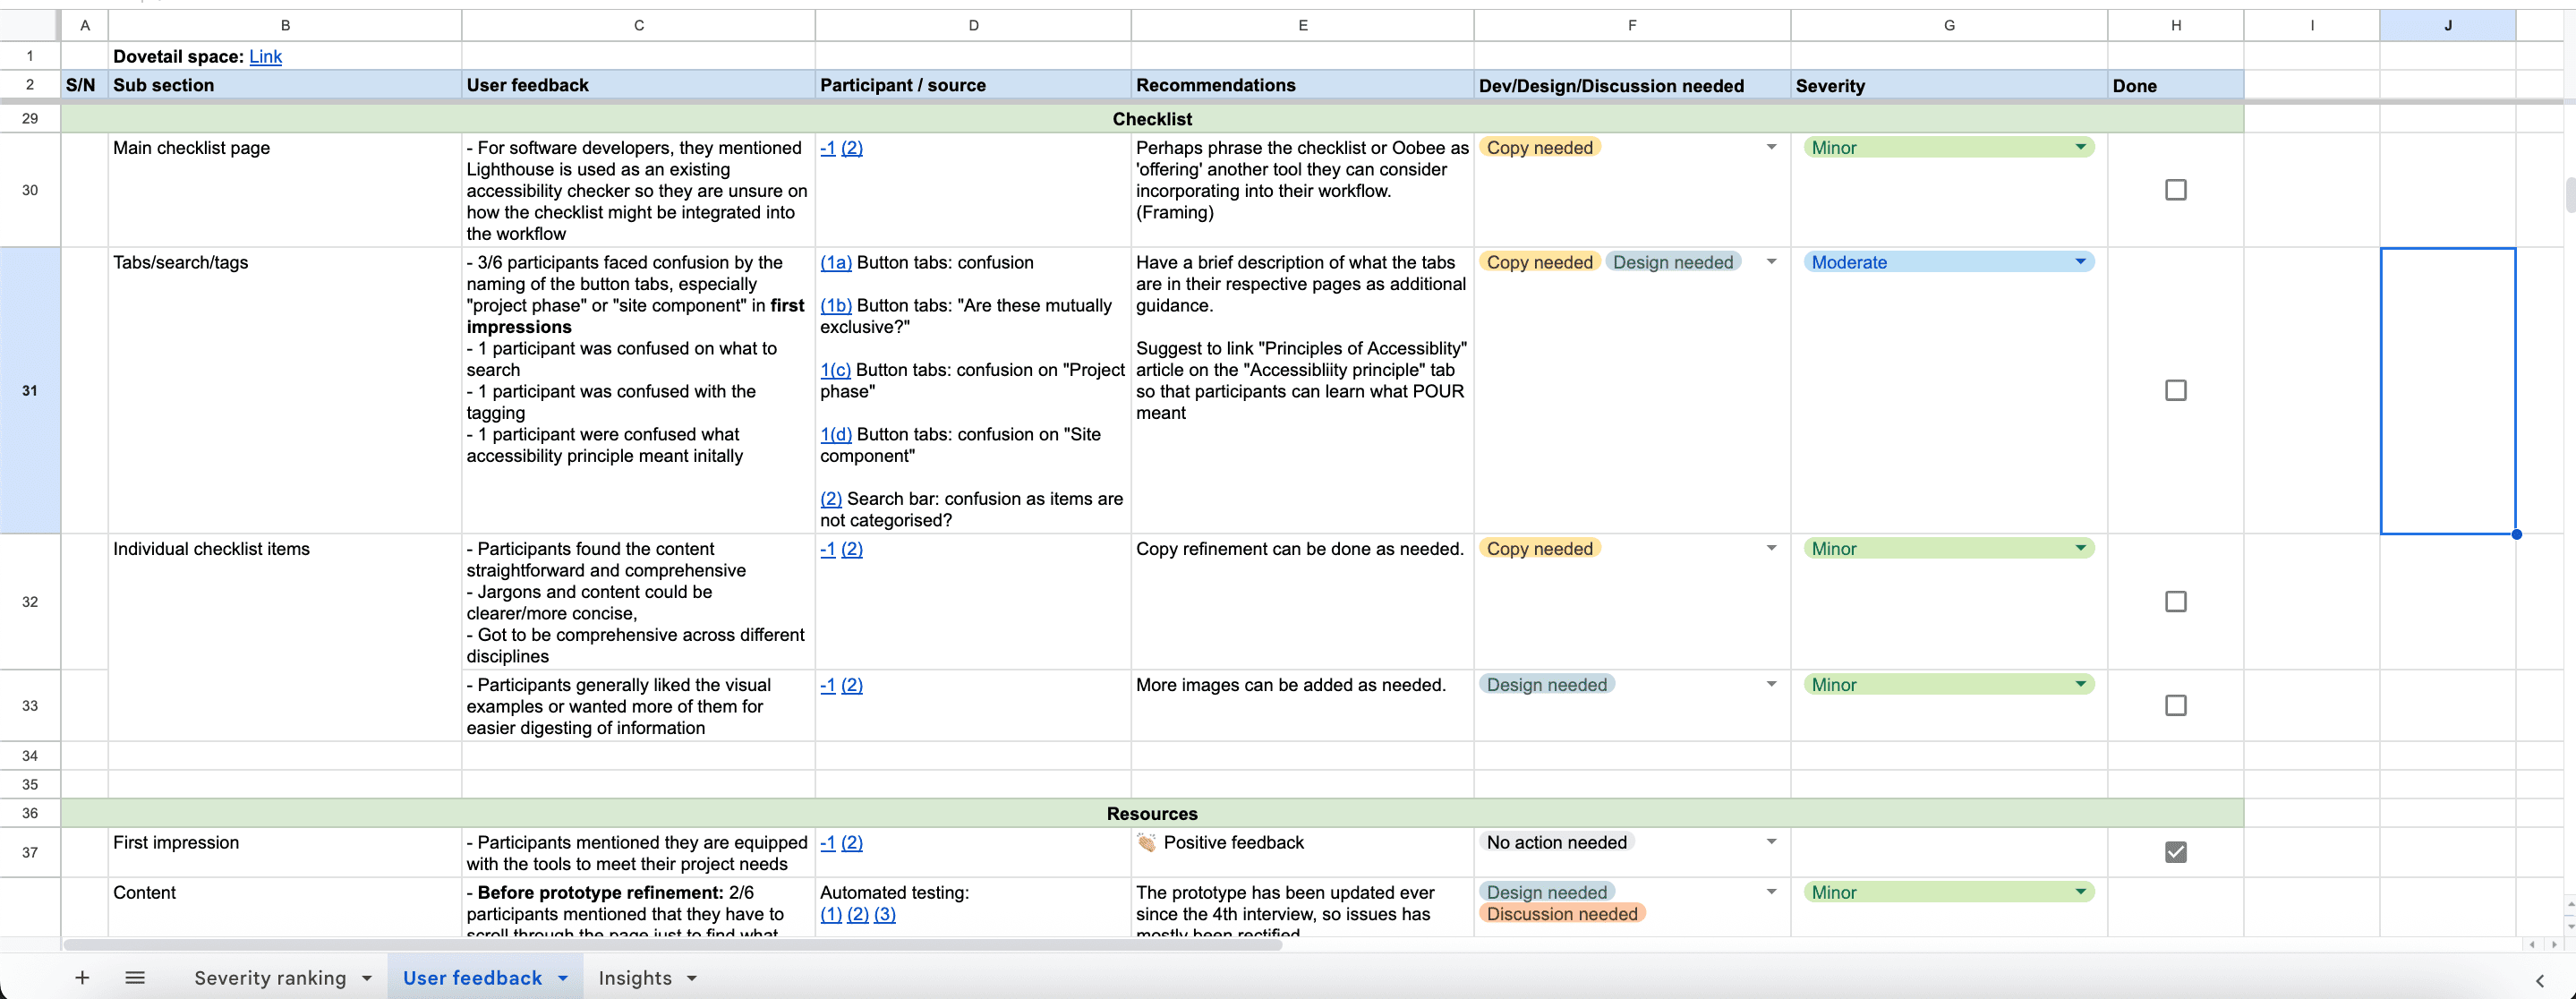 A B C D E F G H I J
1 Dovetail space: Link
2 S/N Sub section User feedback Participant / source Recommendations Dev/Design/Discussion needed Severity Done
29 Checklist
30
Main checklist page
- For software developers, they mentioned
Lighthouse is used as an existing
accessibility checker so they are unsure on
how the checklist might be integrated into
the workflow
-1 (2)
Perhaps phrase the checklist or Oobee as
'offering' another tool they can consider
incorporating into their workflow.
(Framing)
Copy needed
Minor
31
Tabs/search/tags
- 3/6 participants faced confusion by the
naming of the button tabs, especially
"project phase" or "site component" in first
impressions
- 1 participant was confused on what to
search
- 1 participant was confused with the
tagging
- 1 participant were confused what
accessibility principle meant initally
(1a) Button tabs: confusion
(1b) Button tabs: "Are these mutually
exclusive?"
1(c) Button tabs: confusion on "Project
phase"
1(d) Button tabs: confusion on "Site
component"
(2) Search bar: confusion as items are
not categorised?
Have a brief description of what the tabs
are in their respective pages as additional
guidance.
Suggest to link "Principles of Accessiblity"
article on the "Accessibliity principle" tab
so that participants can learn what POUR
meant
Copy needed Design needed
Moderate
32
Individual checklist items
- Participants found the content
straightforward and comprehensive
- Jargons and content could be
clearer/more concise,
- Got to be comprehensive across different
disciplines
-1 (2)
Copy refinement can be done as needed.
Copy needed
Minor
33
- Participants generally liked the visual
examples or wanted more of them for
easier digesting of information
-1 (2)
More images can be added as needed.
Design needed
Minor
34
35
36 Resources
37
First impression
- Participants mentioned they are equipped
with the tools to meet their project needs
-1 (2)
👏🏼 Positive feedback
No action needed
Content
- Before prototype refinement: 2/6
participants mentioned that they have to
scroll through the page just to find what
Automated testing:
(1) (2) (3)
The prototype has been updated ever
since the 4th interview, so issues has
mostly been rectified
Design needed
Discussion needed
Minor
+ Severity ranking User feedback Insights